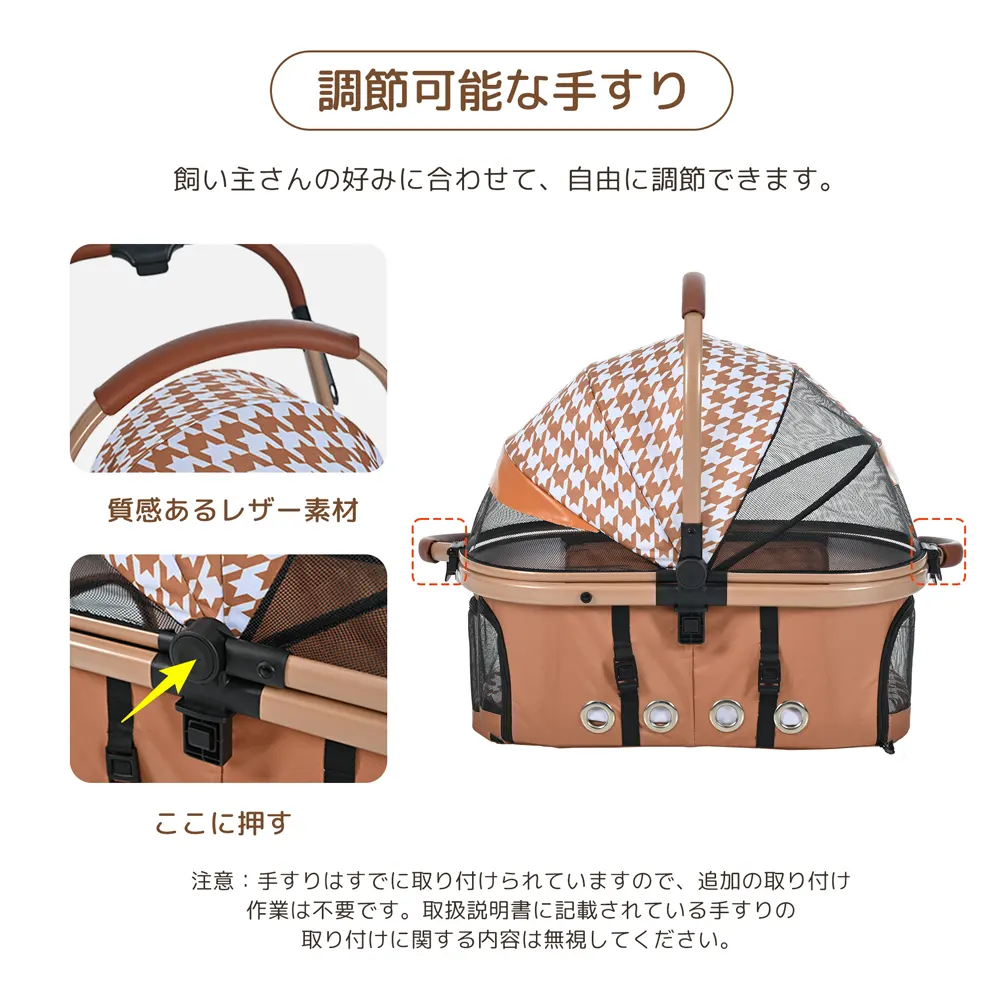 調節可能な手すり
飼い主さんの好みに合わせて、自由に調節できます。
質感あるレザー素材
ここに押す
注意：手すりはすでに取り付けられていますので、追加の取り付け
作業は不要です。取扱説明書に記載されている手すりの
取り付けに関する内容は無視してください。